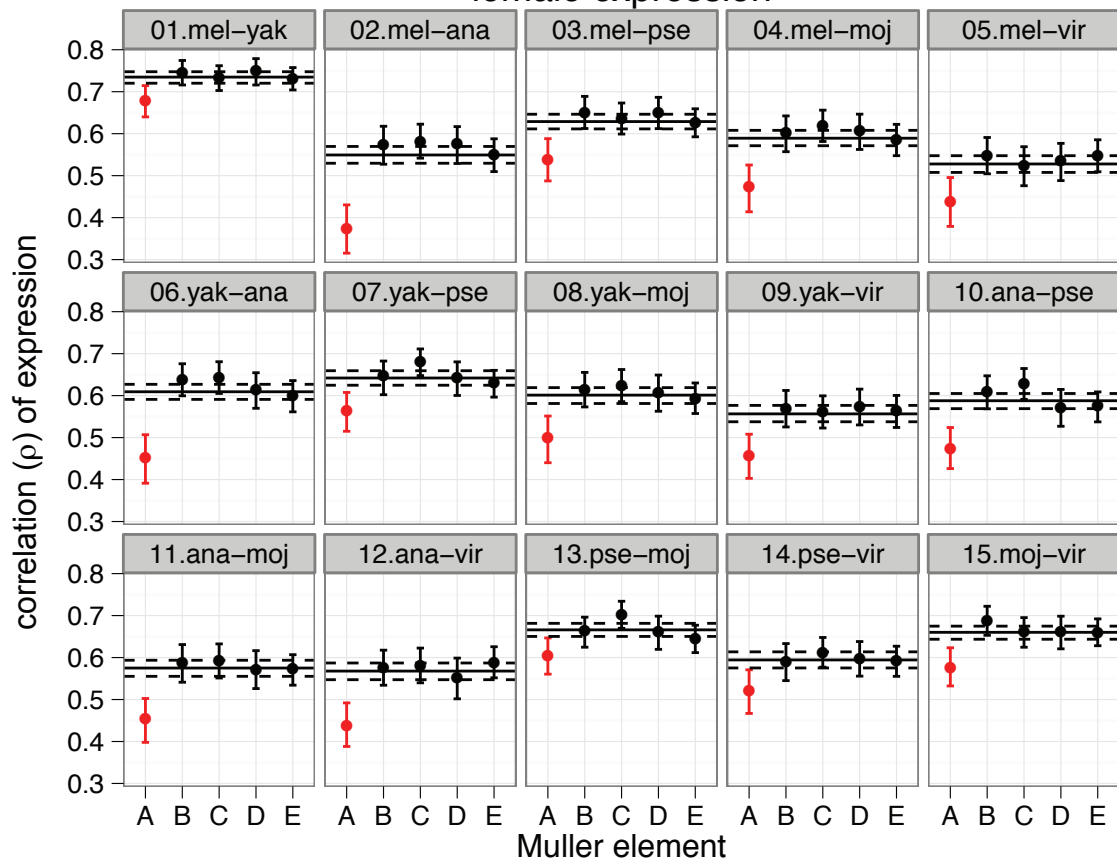 female expression
01.mel−yak 02.mel−ana 03.mel−pse 04.mel−moj 05.mel−vir
0.8
0.7
0.6
0.5
0.4
0.3
06.yak−ana 07.yak−pse 08.yak−moj 09.yak−vir 10.ana−pse
0.8
0.7
0.6
0.5
0.4
0.3
11.ana−moj 12.ana−vir 13.pse−moj 14.pse−vir 15.moj−vir
0.8
0.7
0.6
0.5
0.4
0.3
correlation (ρ) of expression
A B C D E A B C D E A B C D E A B C D E A B C D E
Muller element